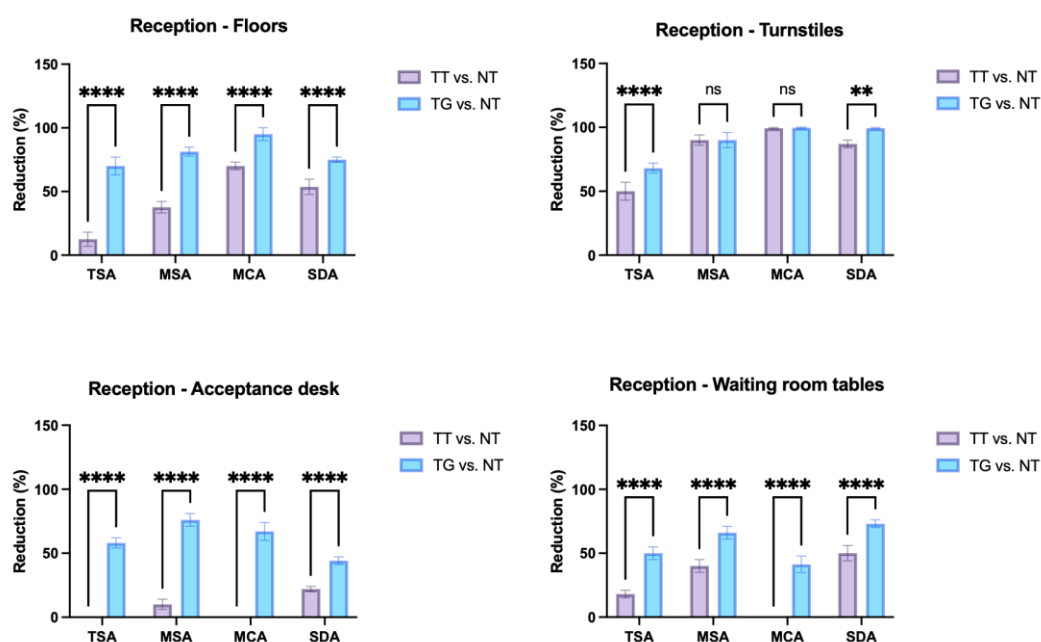 Reception - Floors
150
100
50
0
Reduction (%)
**** **** **** ****
TSA MSA MCA SDA
TT vs. NT
TG vs. NT
Reception - Turnstiles
150
100
50
0
Reduction (%)
**** ns ns **
TSA MSA MCA SDA
TT vs. NT
TG vs. NT
Reception - Acceptance desk
150
100
50
0
Reduction (%)
**** **** **** ****
TSA MSA MCA SDA
TT vs. NT
TG vs. NT
Reception - Waiting room tables
150
100
50
0
Reduction (%)
**** **** **** ****
TSA MSA MCA SDA
TT vs. NT
TG vs. NT